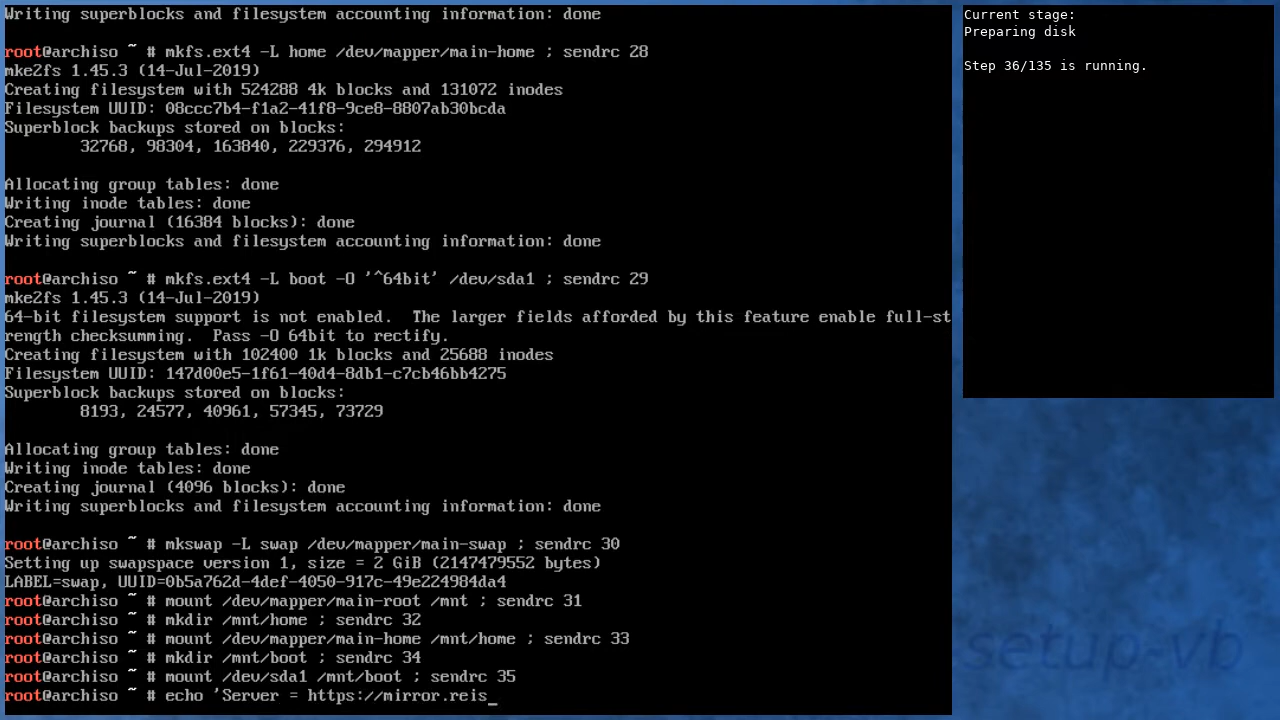 Writing superblocks and filesystem accounting information: done
root@archiso ~ # mkfs.ext4 -L home /dev/mapper/main-home ; sendrc 28
mke2fs 1.45.3 (14-Jul-2019)
Creating filesystem with 524288 4k blocks and 131072 inodes
Filesystem UUID: 08ccc7b4-f1a2-41f8-9ce8-8807ab30bcda
Superblock backups stored on blocks:
        32768, 98304, 163840, 229376, 294912
Allocating group tables: done
Writing inode tables: done
Creating journal (16384 blocks): done
Writing superblocks and filesystem accounting information: done
root@archiso ~ # mkfs.ext4 -L boot -O '^64bit' /dev/sda1 ; sendrc 29
mke2fs 1.45.3 (14-Jul-2019)
64-bit filesystem support is not enabled.  The larger fields afforded by this feature enable full-st
rength checksumming.  Pass -O 64bit to rectify.
Creating filesystem with 102400 1k blocks and 25688 inodes
Filesystem UUID: 147d00e5-1f61-40d4-8db1-c7cb46bb4275
Superblock backups stored on blocks:
        8193, 24577, 40961, 57345, 73729
Allocating group tables: done
Writing inode tables: done
Creating journal (4096 blocks): done
Writing superblocks and filesystem accounting information: done
root@archiso ~ # mkswap -L swap /dev/mapper/main-swap ; sendrc 30
Setting up swapspace version 1, size = 2 GiB (2147479552 bytes)
LABEL=swap, UUID=0b5a762d-4def-4050-917c-49e224984da4
root@archiso ~ # mount /dev/mapper/main-root /mnt ; sendrc 31
root@archiso ~ # mkdir /mnt/home ; sendrc 32
root@archiso ~ # mount /dev/mapper/main-home /mnt/home ; sendrc 33
root@archiso ~ # mkdir /mnt/boot ; sendrc 34
root@archiso ~ # mount /dev/sda1 /mnt/boot ; sendrc 35
root@archiso ~ # echo 'Server = https://mirror.reis_
Current stage:
Preparing disk
Step 36/135 is running.
setup-vb